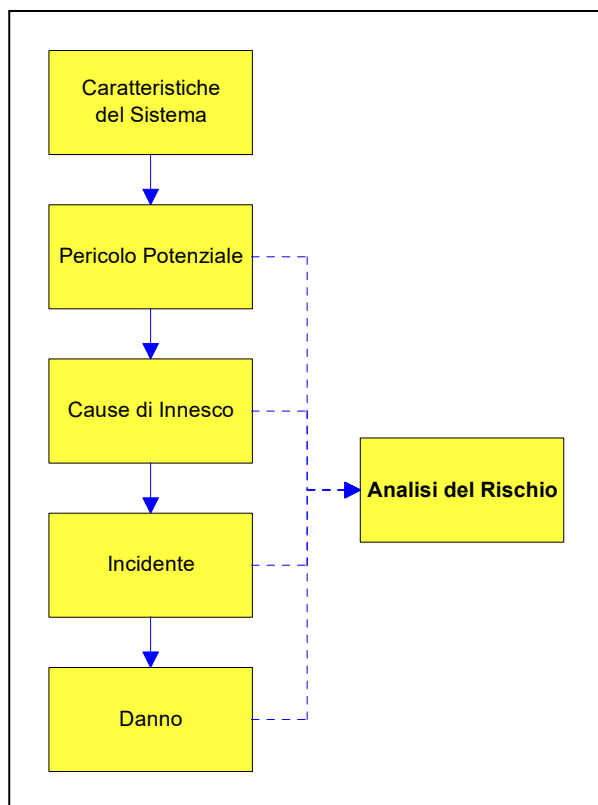 Caratteristiche
del Sistema
Pericolo Potenziale
Cause di Innesco
Analisi del Rischio
Incidente
Danno